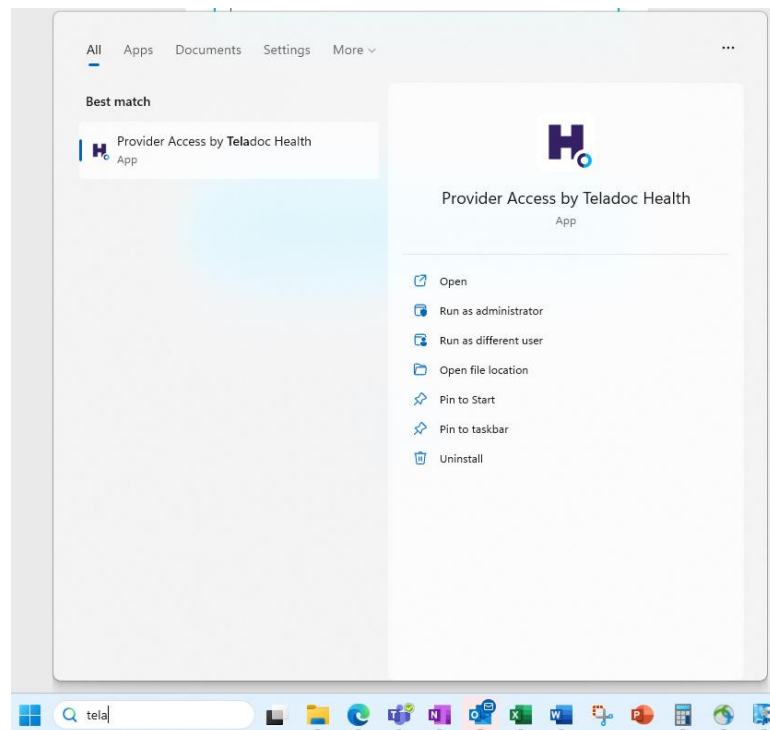 All Apps Documents Settings More
Best match
Provider Access by Teladoc Health
App
Provider Access by Teladoc Health
App
Open
Run as administrator
Run as different user
Open file location
Pin to Start
Pin to taskbar
Uninstall
tela